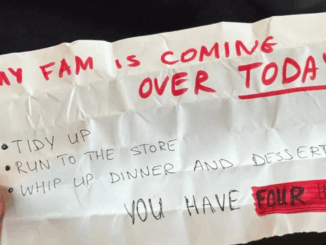 MY FAM IS COMING
OVER TODAY
• TIDY UP
• RUN TO THE STORE
• WHIP UP DINNER AND DESSERT
YOU HAVE FOUR